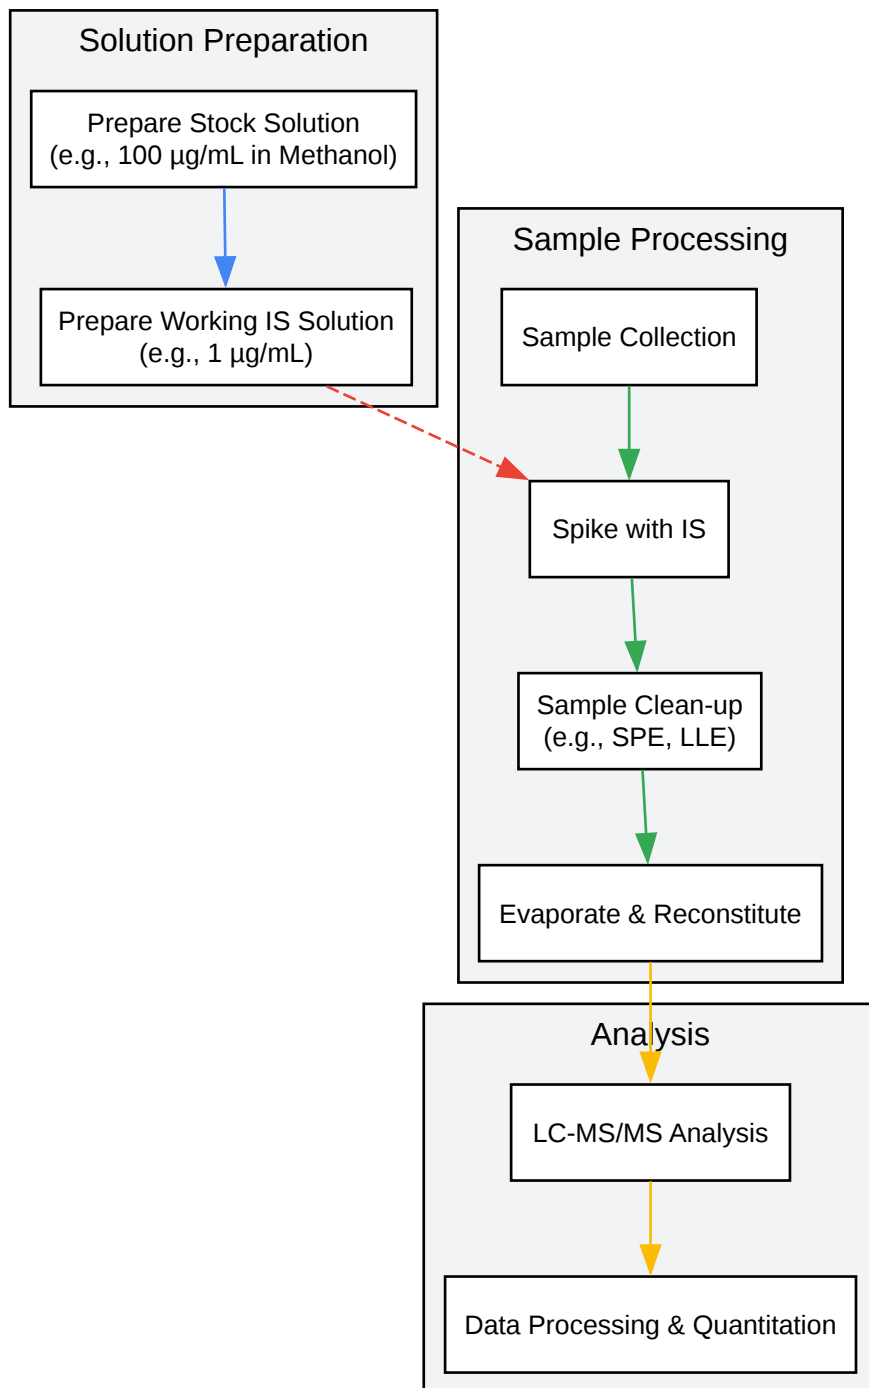 Solution Preparation
Prepare Stock Solution
(e.g., 100 µg/mL in Methanol)
Prepare Working IS Solution
(e.g., 1 µg/mL)
Sample Processing
Sample Collection
Spike with IS
Sample Clean-up
(e.g., SPE, LLE)
Evaporate & Reconstitute
Analysis
LC-MS/MS Analysis
Data Processing & Quantitation